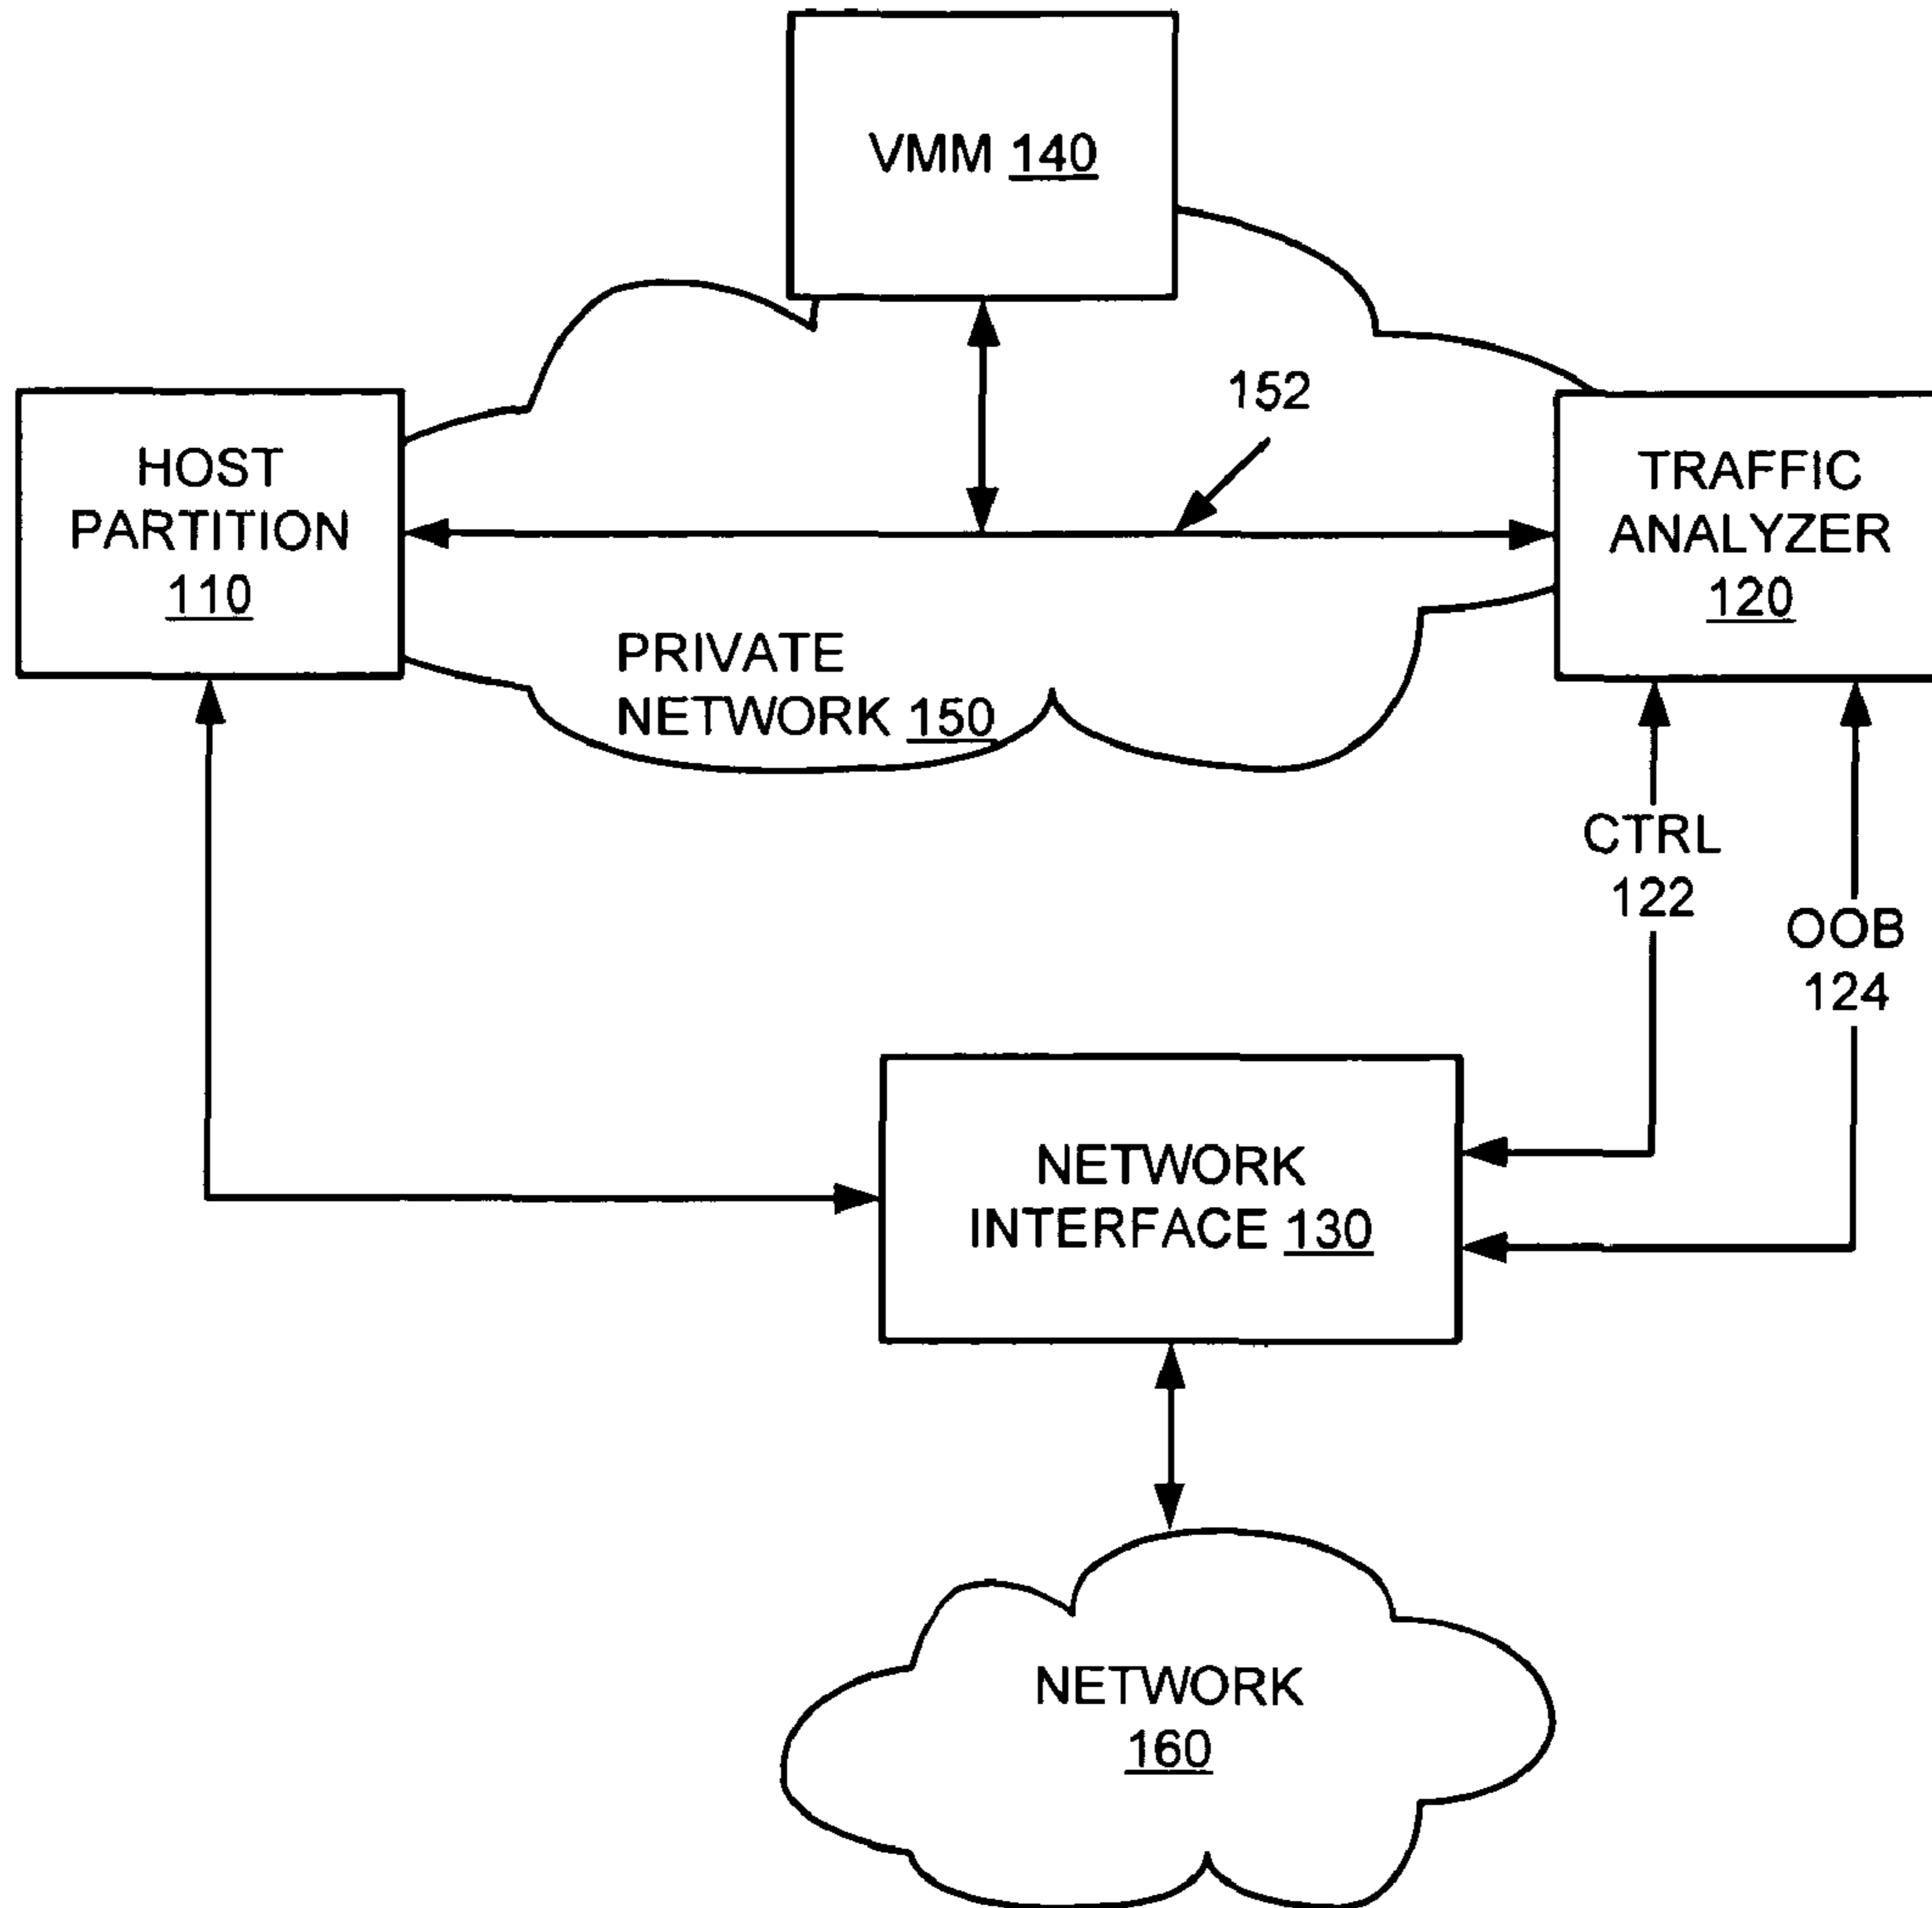 VMM 140
152
HOST
PARTITION
110
TRAFFIC
ANALYZER
120
PRIVATE
NETWORK 150
CTRL
122
OOB
124
NETWORK
INTERFACE 130
NETWORK
160